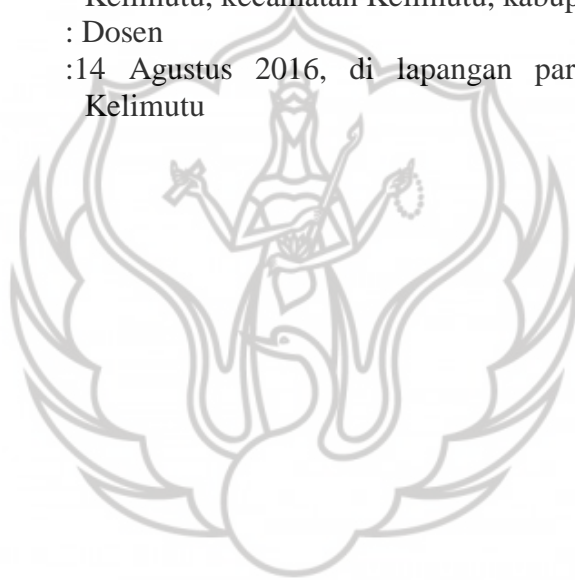 Kelimutu, kecamatan Kelimutu,
: Dosen
:14 Agustus 2016, di lapangan
Kelimutu